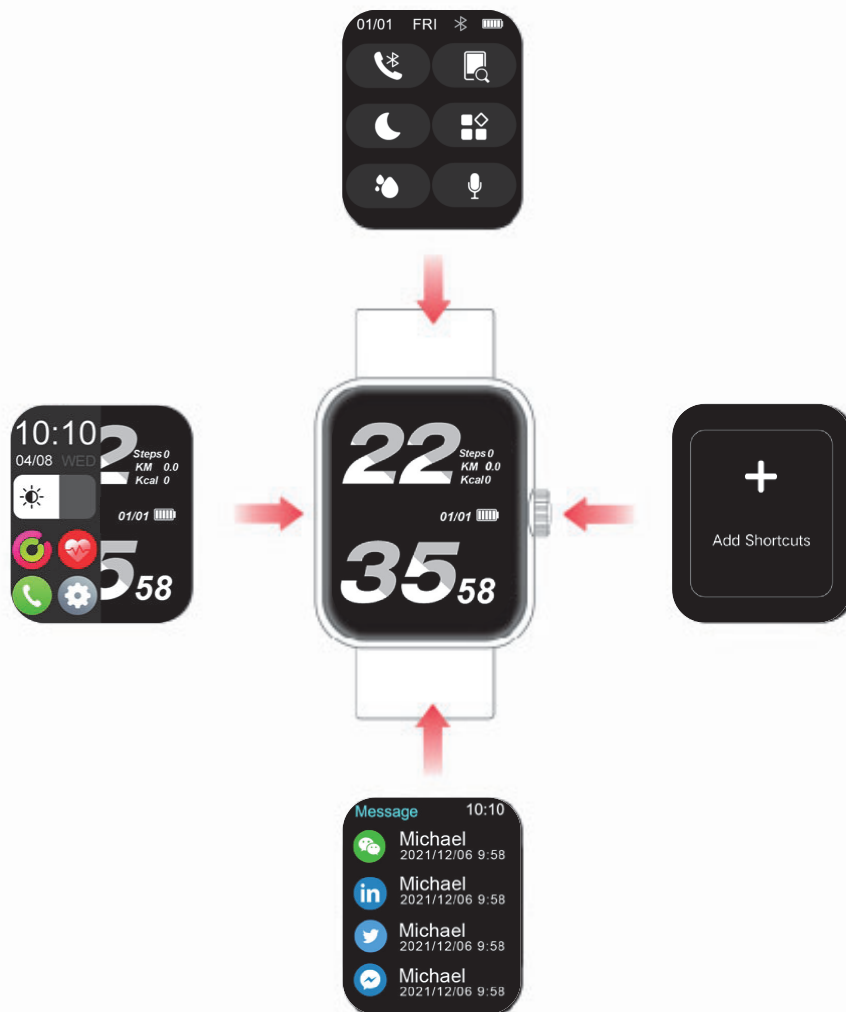 01/01 FRI
10:10
04/08 WED
2
Steps 0
KM 0.0
Kcal 0
01/01
5 58
22
Steps 0
KM 0.0
Kcal 0
01/01
35 58
+
Add Shortcuts
Message 10:10
Michael
2021/12/06 9:58
in
Michael
2021/12/06 9:58
Michael
2021/12/06 9:58
Michael
2021/12/06 9:58